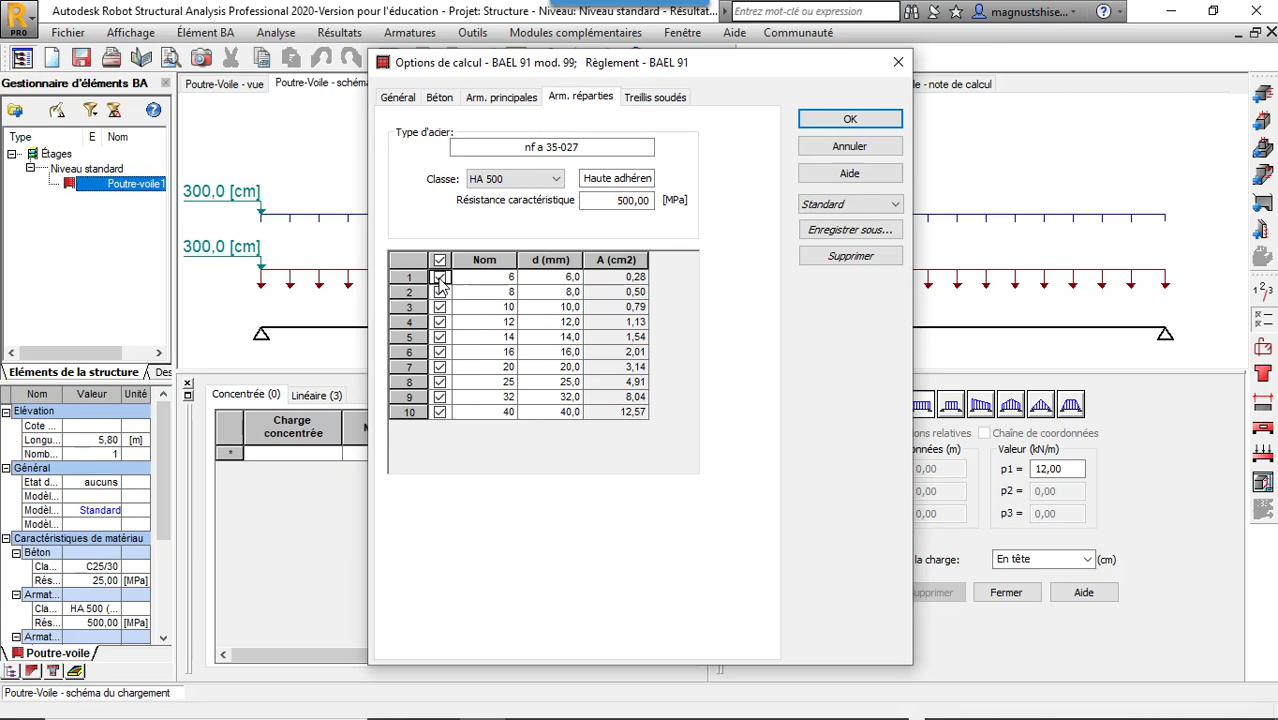 Autodesk Robot Structural Analysis Professional 2020-Version pour l'éducation - Projet: Structure - Niveau: Niveau standard - Résultat...
Entrez mot-clé ou expression
magnustshise...
PRO
Fichier Affichage Élément BA Analyse Résultats Armatures Outils Modules complémentaires Fenêtre Aide Communauté
Gestionnaire d'éléments BA
Poutre-Voile - vue
Poutre-Voile - schéma
- note de calcul
Type E Nom
Étages
Niveau standard
Poutre-voile1
Eléments de la structure
300,0 [cm]
300,0 [cm]
Options de calcul - BAEL 91 mod. 99; Règlement - BAEL 91
Général Béton Arm. principales Arm. réparties Treillis soudés
Type d'acier:
nf a 35-027
Classe: HA 500 Haute adhéren
Résistance caractéristique 500,00 [MPa]
Nom d (mm) A (cm2)
1 6 6,0 0,28
2 8 8,0 0,50
3 10 10,0 0,79
4 12 12,0 1,13
5 14 14,0 1,54
6 16 16,0 2,01
7 20 20,0 3,14
8 25 25,0 4,91
9 32 32,0 8,04
10 40 40,0 12,57
OK
Annuler
Aide
Standard
Enregistrer sous...
Supprimer
Nom Valeur Unité
Elévation
Cote
Longu... 5,80 [m]
Nomb... 1
Général
Etat d... aucuns
Modèl...
Modèl... Standard
Modèl...
Caractéristiques de matériau
Béton
Cla... C25/30
Rés... 25,00 [MPa]
Armat...
Cla... HA 500 (...
Rés... 500,00 [MPa]
Armat...
Poutre-voile
Concentrée (0) Linéaire (3)
Charge
concentrée
*
ons relatives Chaîne de coordonnées
nnées (m) Valeur (kN/m)
0,00 p1 = 12,00
0,00 p2 = 0,00
0,00 p3 = 0,00
la charge: En tête (cm)
upprimer Fermer Aide
Poutre-Voile - schéma du chargement